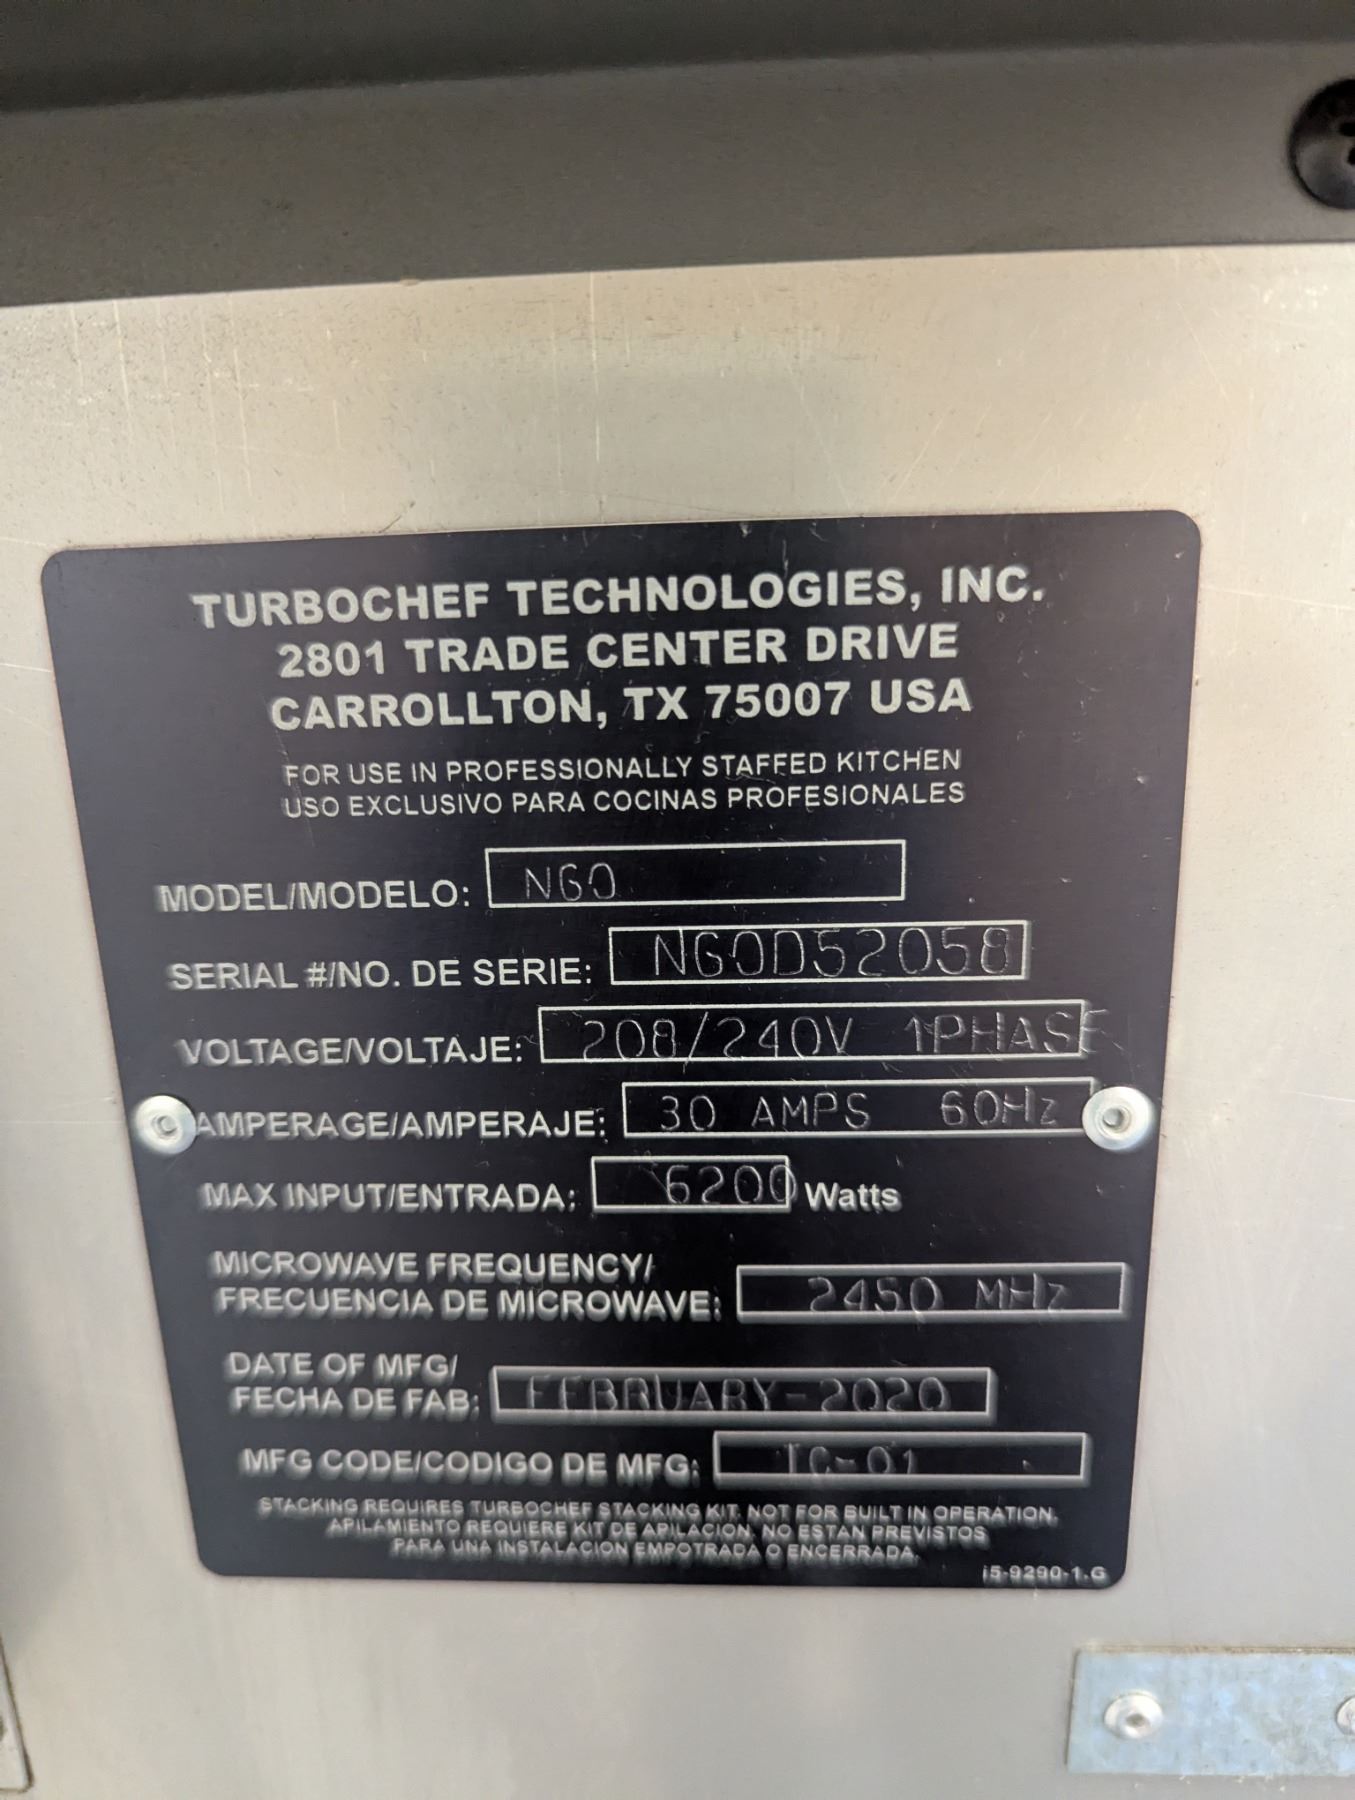 TURBOCHEF TECHNOLOGIES, INC.
2801 TRADE CENTER DRIVE
CARROLLTON, TX 75007 USA
FOR USE IN PROFESSIONALLY STAFFED KITCHEN
USO EXCLUSIVO PARA COCINAS PROFESIONALES
MODEL/MODELO: NGO
SERIAL #/NO. DE SERIE: NGOD52058
VOLTAGE/VOLTAJE: 208/240V 1PHASE
AMPERAGE/AMPERAJE: 30 AMPS 60Hz
MAX INPUT/ENTRADA: 6200 Watts
MICROWAVE FREQUENCY/
FRECUENCIA DE MICROWAVE: 2450 MHz
DATE OF MFG/
FECHA DE FAB: FEBRUARY-2020
MFG CODE/CODIGO DE MFG: TC-01
STACKING REQUIRES TURBOCHEF STACKING KIT. NOT FOR BUILT IN OPERATION.
APILAMIENTO REQUIERE KIT DE APILACION. NO ESTAN PREVISTOS
PARA UNA INSTALACION EMPOTRADA O ENCERRADA.
i5-9290-1.G